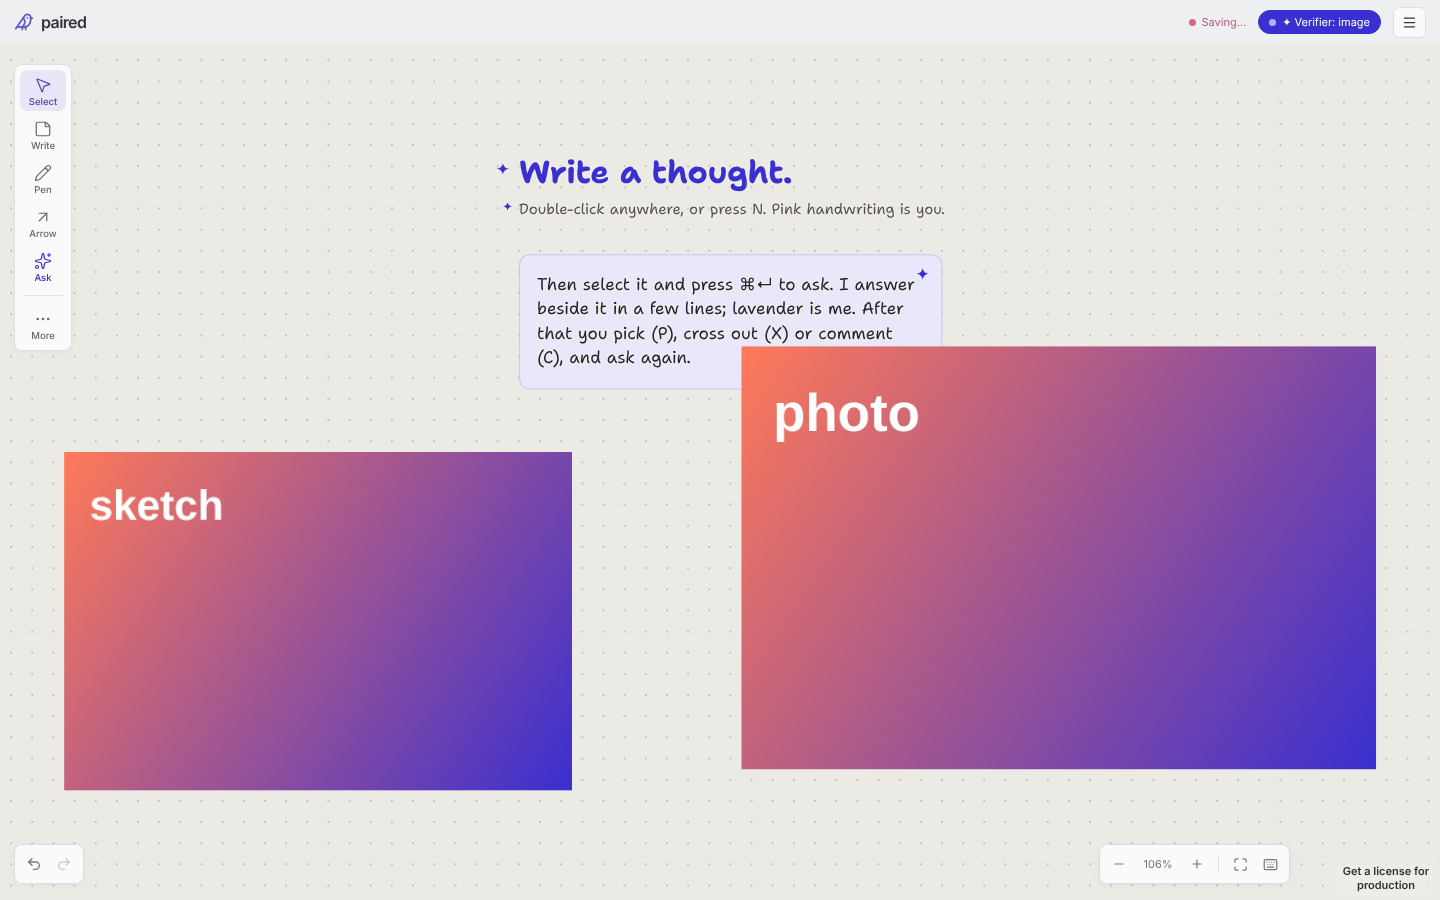 paired
Saving...
✦ Verifier: image
Select
Write
Pen
Arrow
Ask
More
Write a thought.
Double-click anywhere, or press N. Pink handwriting is you.
Then select it and press ⌘↵ to ask. I answer
beside it in a few lines; lavender is me. After
that you pick (P), cross out (X) or comment
(C), and ask again.
photo
sketch
106%
Get a license for
production